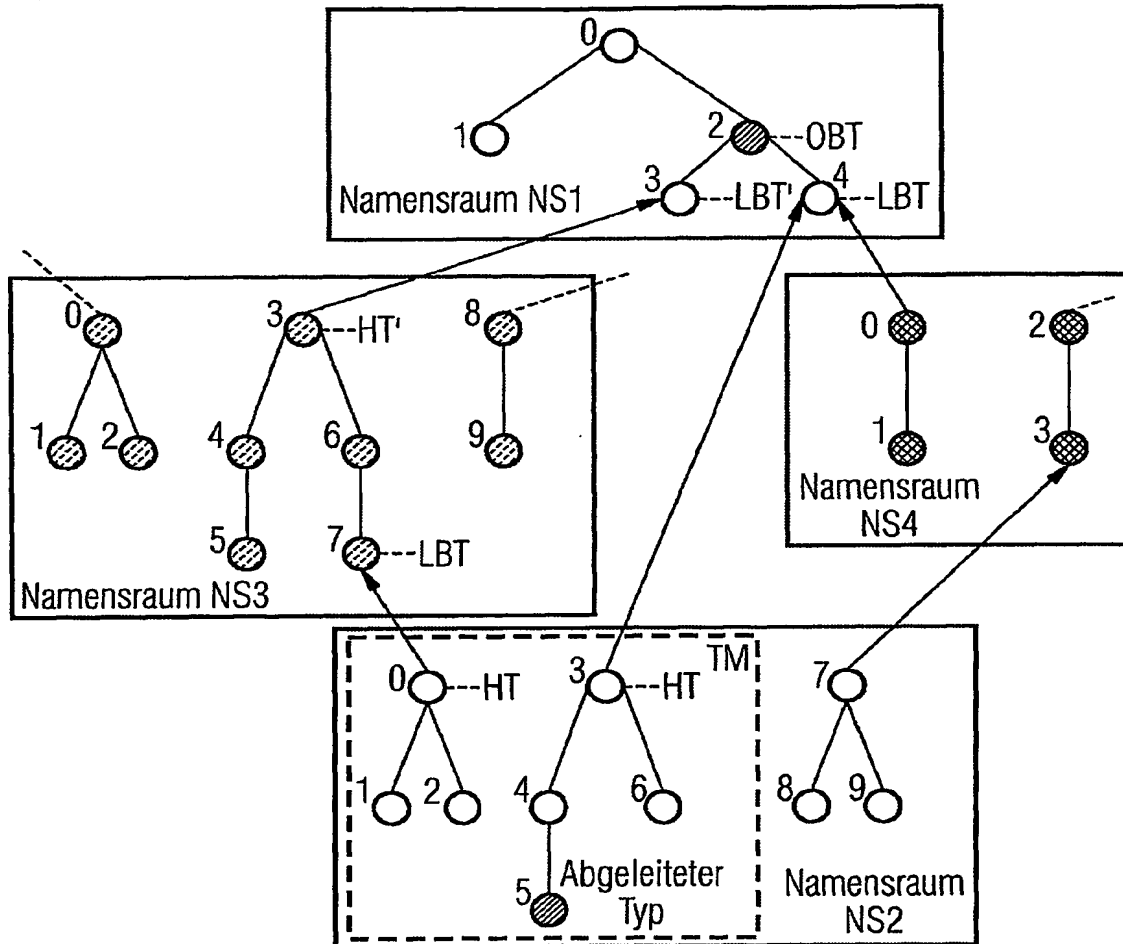 0
1
2
OBT
3
LBT'
4
LBT
Namensraum NS1
0
3
HT'
8
1
2
4
6
9
5
7
LBT
Namensraum NS3
0
2
1
3
Namensraum
NS4
TM
0
HT
3
HT
7
1
2
4
6
8
9
5
Abgeleiteter
Typ
Namensraum
NS2